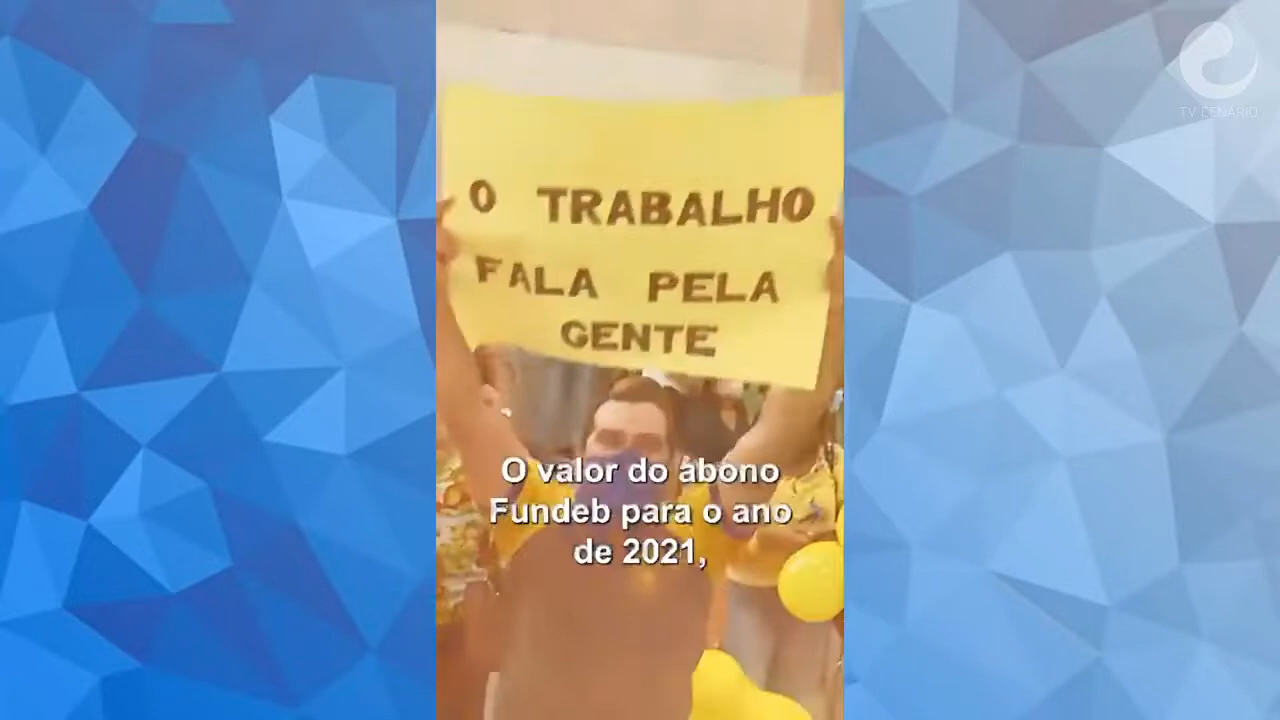 TV CENÁRIO
O TRABALHO
FALA PELA
GENTE
O valor do abono
Fundeb para o ano
de 2021,